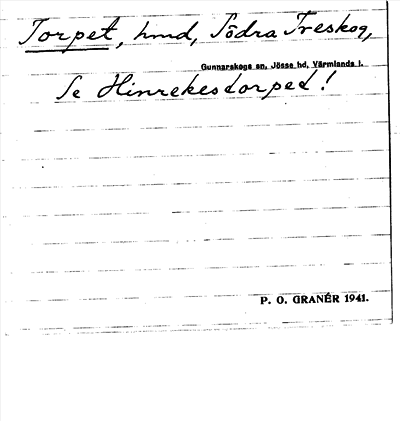 Torpet, hmd, Södra Treskog,
Gunnarskogs sn, Jösse hd, Värmlands l.
Se Hinrekestorpet!
P. O. GRANÉR 1941.